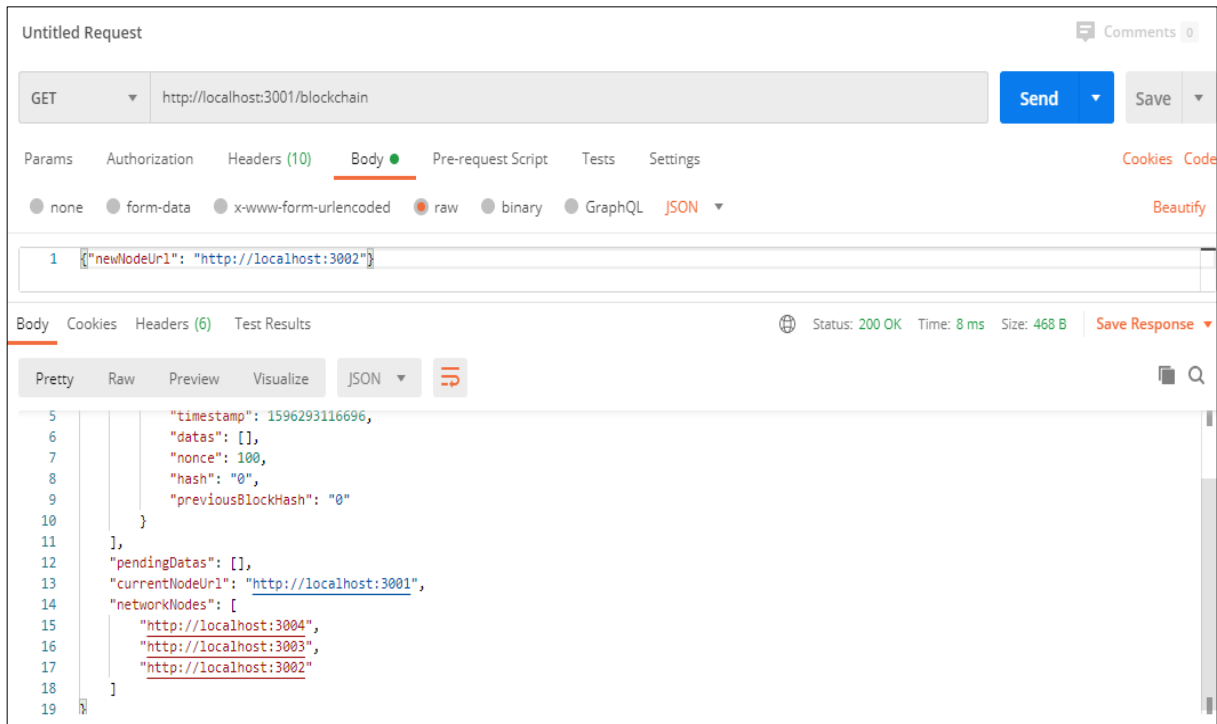 Untitled Request Comments 0
GET http://localhost:3001/blockchain Send Save
Params Authorization Headers (10) Body Pre-request Script Tests Settings Cookies Code
none form-data x-www-form-urlencoded raw binary GraphQL JSON Beautify
1 {"newNodeUrl": "http://localhost:3002"}
Body Cookies Headers (6) Test Results Status: 200 OK Time: 8 ms Size: 468 B Save Response
Pretty Raw Preview Visualize JSON
5 "timestamp": 1596293116696,
6 "datas": [],
7 "nonce": 100,
8 "hash": "0",
9 "previousBlockHash": "0"
10 }
11 ],
12 "pendingDatas": [],
13 "currentNodeUrl": "http://localhost:3001",
14 "networkNodes": [
15 "http://localhost:3004",
16 "http://localhost:3003",
17 "http://localhost:3002"
18 ]
19 }